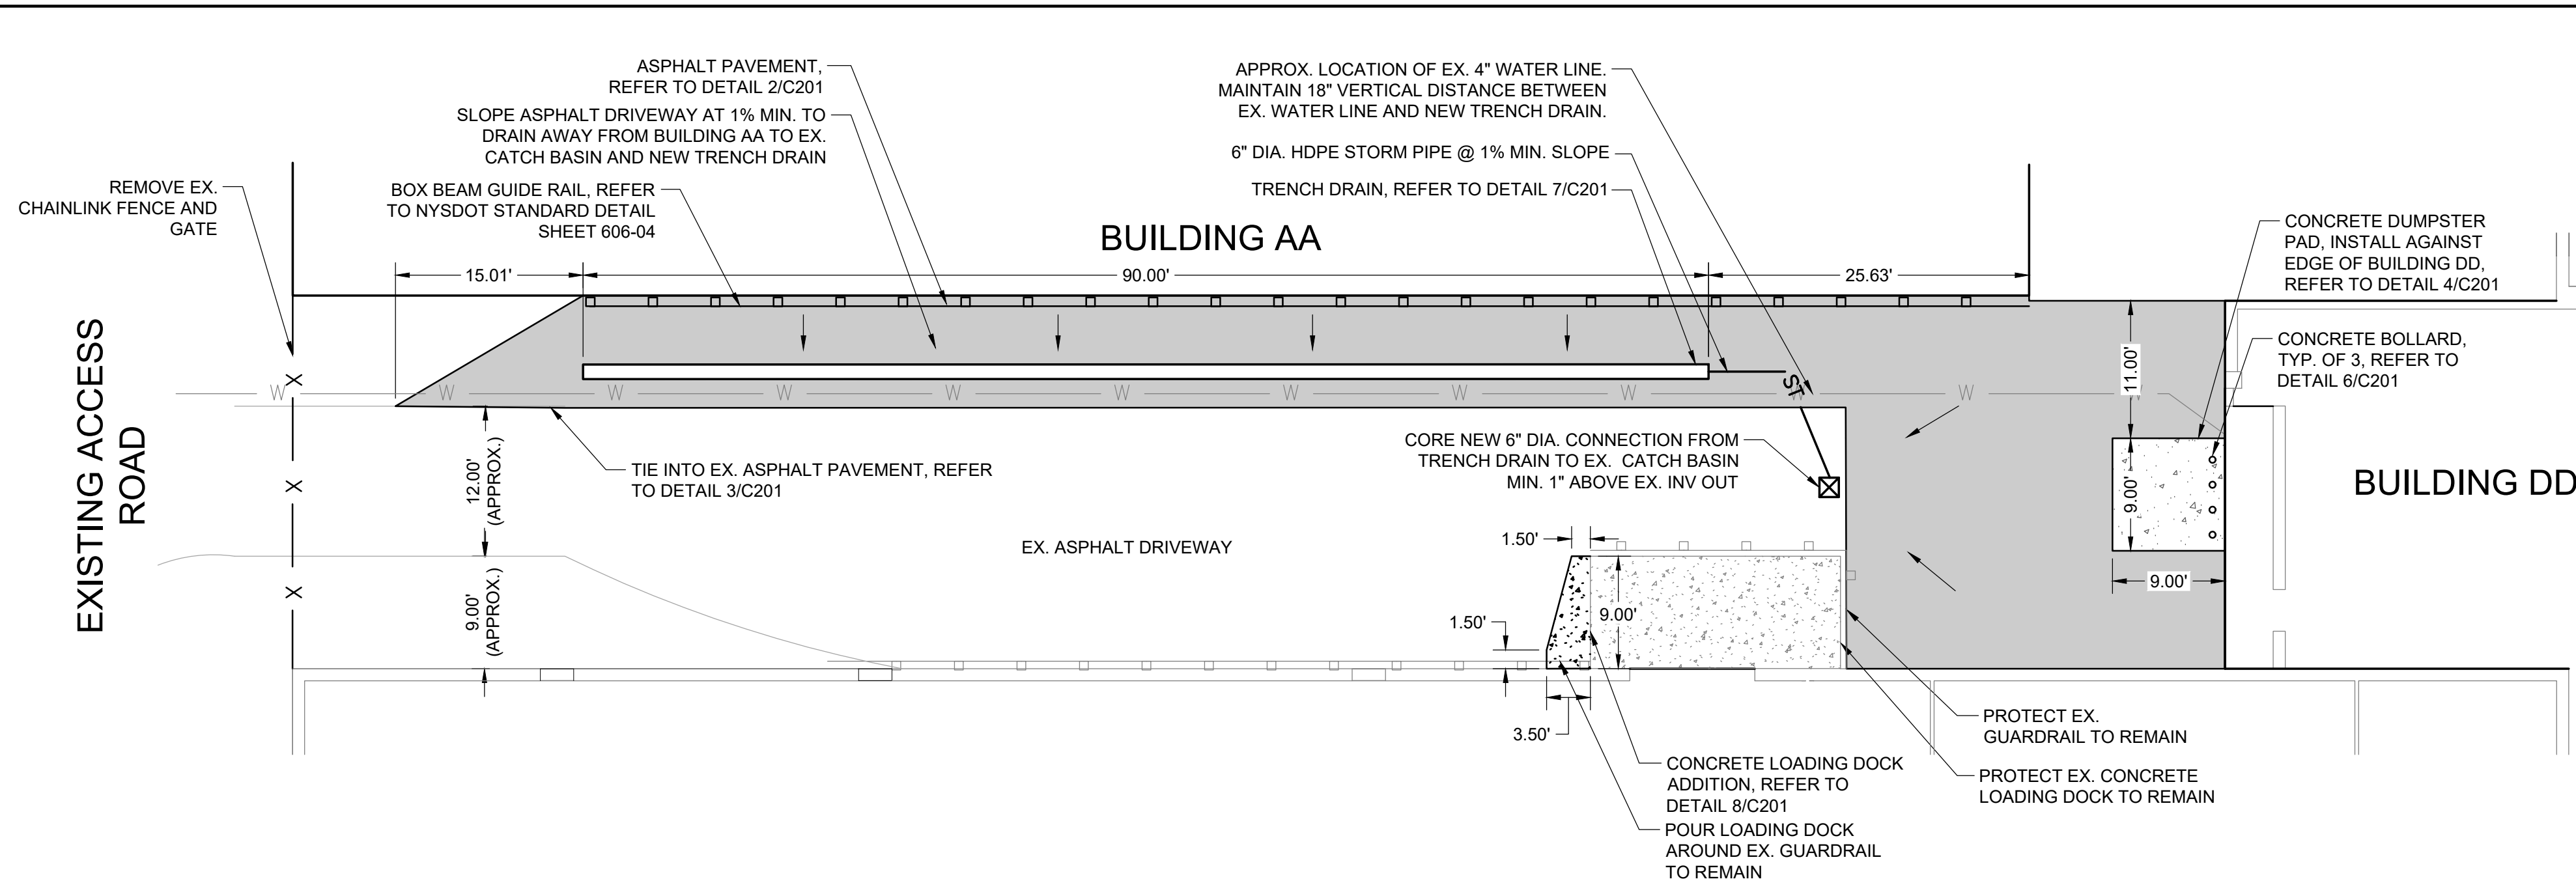 ASPHALT PAVEMENT,
REFER TO DETAIL 2/C201
SLOPE ASPHALT DRIVEWAY AT 1% MIN. TO
DRAIN AWAY FROM BUILDING AA TO EX.
CATCH BASIN AND NEW TRENCH DRAIN
REMOVE EX.
CHAINLINK FENCE AND
GATE
BOX BEAM GUIDE RAIL, REFER
TO NYSDOT STANDARD DETAIL
SHEET 606-04
APPROX. LOCATION OF EX. 4" WATER LINE.
MAINTAIN 18" VERTICAL DISTANCE BETWEEN
EX. WATER LINE AND NEW TRENCH DRAIN.
6" DIA. HDPE STORM PIPE @ 1% MIN. SLOPE
TRENCH DRAIN, REFER TO DETAIL 7/C201
BUILDING AA
CONCRETE DUMPSTER
PAD, INSTALL AGAINST
EDGE OF BUILDING DD,
REFER TO DETAIL 4/C201
15.01'
90.00'
25.63'
CONCRETE BOLLARD,
TYP. OF 3, REFER TO
DETAIL 6/C201
11.00'
EXISTING ACCESS
ROAD
X
X
X
W W W W W W W W W W W W
ST
12.00'
(APPROX.)
TIE INTO EX. ASPHALT PAVEMENT, REFER
TO DETAIL 3/C201
CORE NEW 6" DIA. CONNECTION FROM
TRENCH DRAIN TO EX. CATCH BASIN
MIN. 1" ABOVE EX. INV OUT
9.00'
BUILDING DD
EX. ASPHALT DRIVEWAY
1.50'
9.00'
9.00'
(APPROX.)
1.50'
9.00'
3.50'
PROTECT EX.
GUARDRAIL TO REMAIN
CONCRETE LOADING DOCK
ADDITION, REFER TO
DETAIL 8/C201
PROTECT EX. CONCRETE
LOADING DOCK TO REMAIN
POUR LOADING DOCK
AROUND EX. GUARDRAIL
TO REMAIN